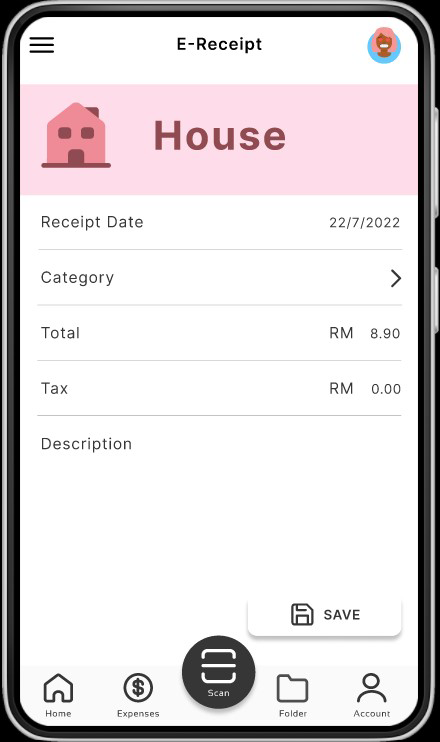 E-Receipt
House
Receipt Date 22/7/2022
Category
Total RM 8.90
Tax RM 0.00
Description
SAVE
Scan
Home Expenses Folder Account